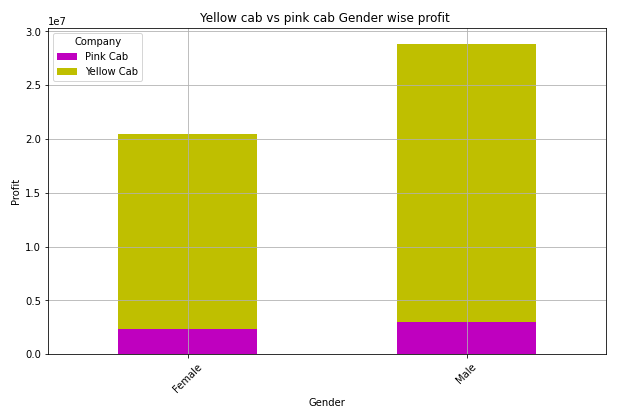 Yellow cab vs pink cab Gender wise profit
1e7
Company
Pink Cab
Yellow Cab
3.0
2.5
2.0
1.5
1.0
0.5
0.0
Profit
Female
Male
Gender